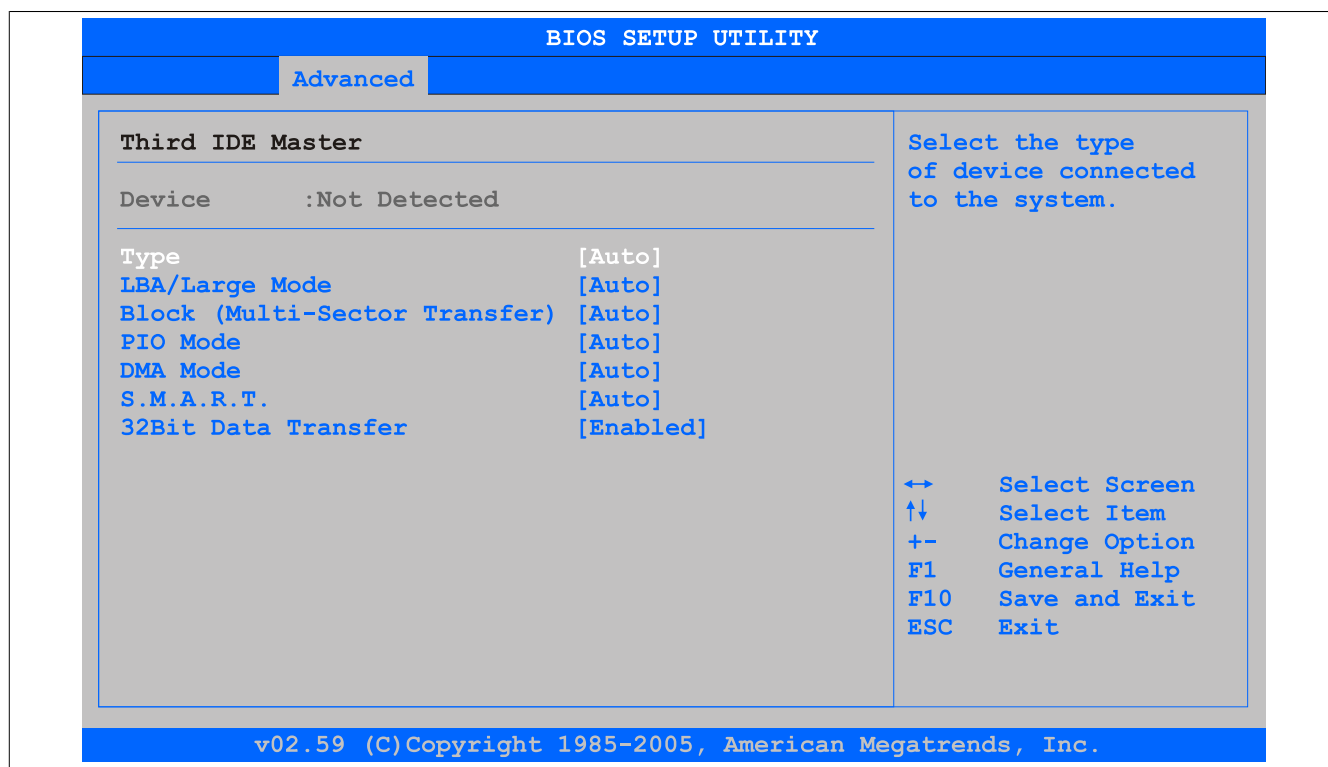 BIOS SETUP UTILITY
Advanced
Third IDE Master
Device :Not Detected
Type [Auto]
LBA/Large Mode [Auto]
Block (Multi-Sector Transfer) [Auto]
PIO Mode [Auto]
DMA Mode [Auto]
S.M.A.R.T. [Auto]
32Bit Data Transfer [Enabled]
Select the type
of device connected
to the system.
↔ Select Screen
↑↓ Select Item
+- Change Option
F1 General Help
F10 Save and Exit
ESC Exit
v02.59 (C)Copyright 1985-2005, American Megatrends, Inc.